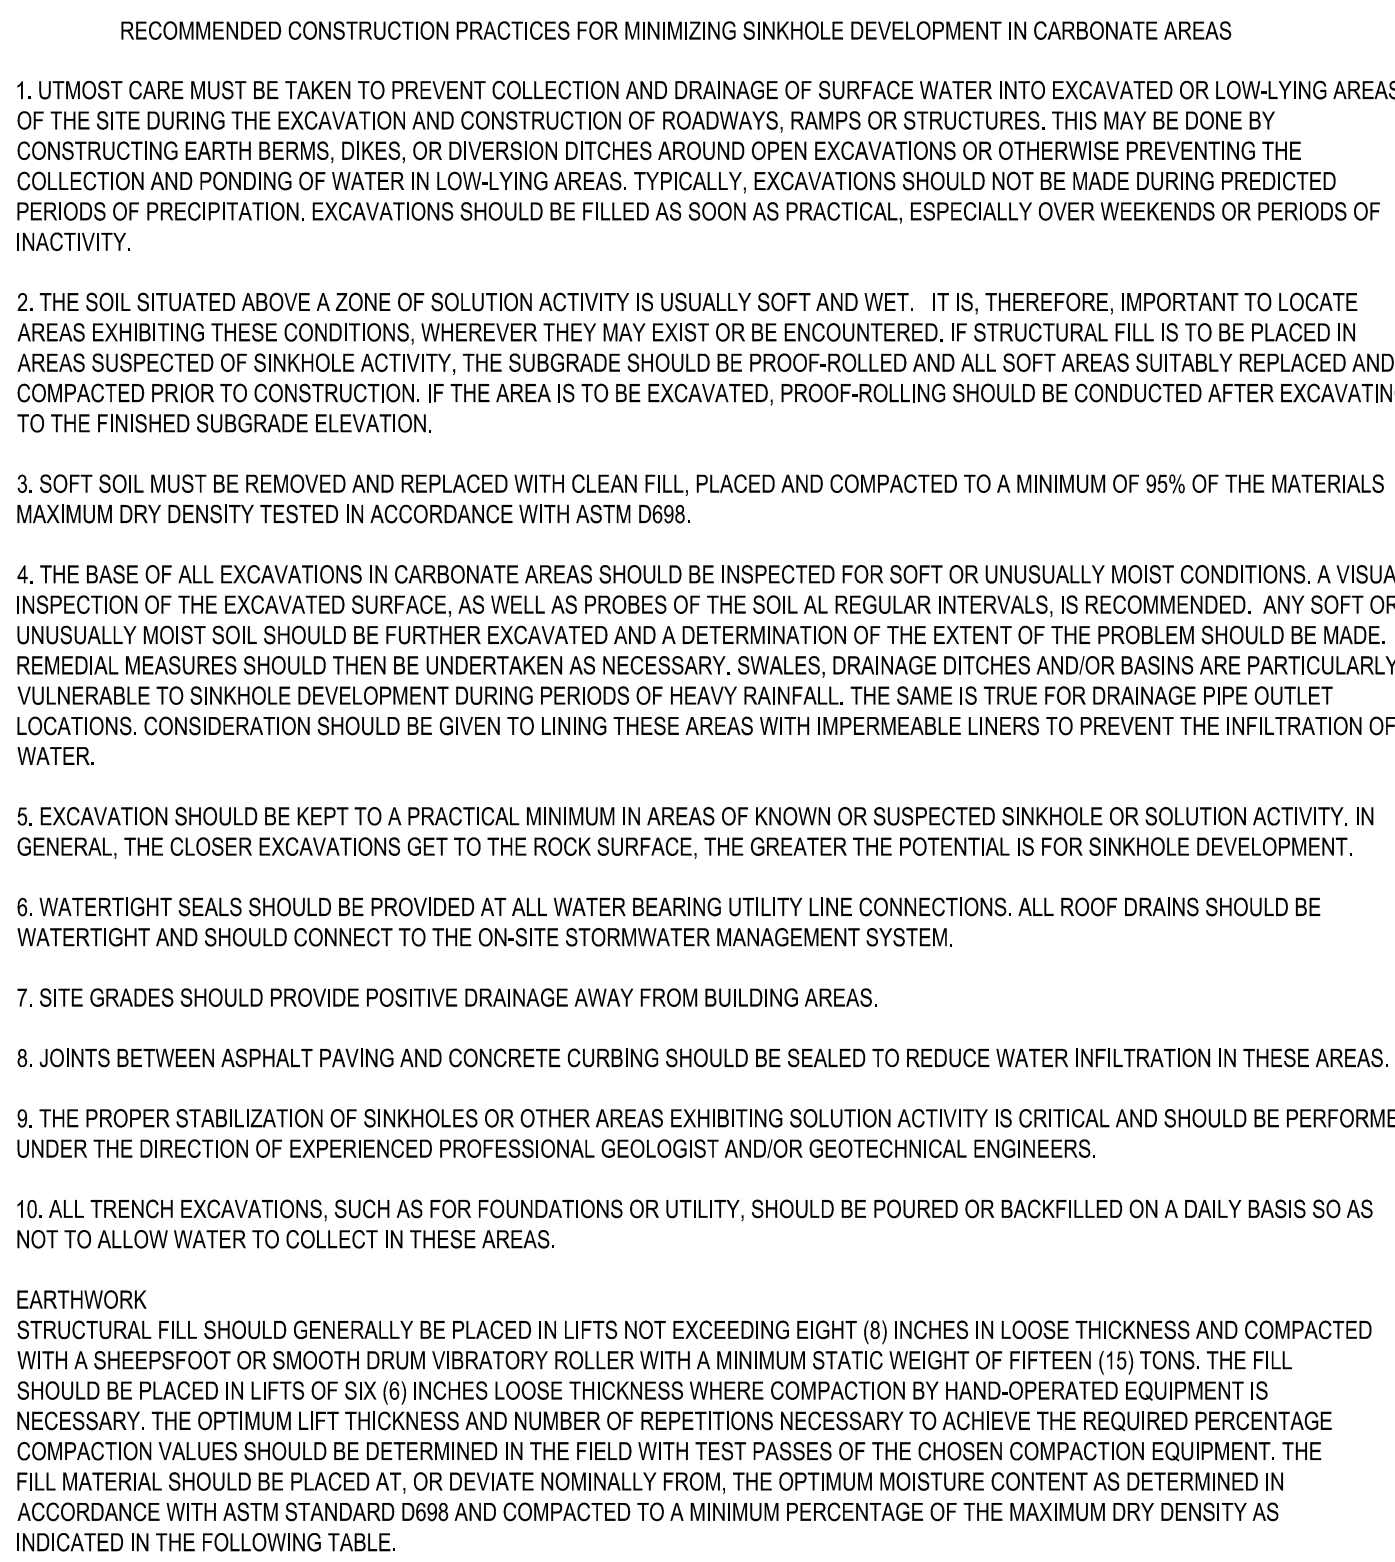 RECOMMENDED CONSTRUCTION PRACTICES FOR MINIMIZING SINKHOLE DEVELOPMENT IN CARBONATE AREAS
1. UTMOST CARE MUST BE TAKEN TO PREVENT COLLECTION AND DRAINAGE OF SURFACE WATER INTO EXCAVATED OR LOW-LYING AREAS
OF THE SITE DURING THE EXCAVATION AND CONSTRUCTION OF ROADWAYS, RAMPS OR STRUCTURES. THIS MAY BE DONE BY
CONSTRUCTING EARTH BERMS, DIKES, OR DIVERSION DITCHES AROUND OPEN EXCAVATIONS OR OTHERWISE PREVENTING THE
COLLECTION AND PONDING OF WATER IN LOW-LYING AREAS. TYPICALLY, EXCAVATIONS SHOULD NOT BE MADE DURING PREDICTED
PERIODS OF PRECIPITATION. EXCAVATIONS SHOULD BE FILLED AS SOON AS PRACTICAL, ESPECIALLY OVER WEEKENDS OR PERIODS OF
INACTIVITY.
2. THE SOIL SITUATED ABOVE A ZONE OF SOLUTION ACTIVITY IS USUALLY SOFT AND WET. IT IS, THEREFORE, IMPORTANT TO LOCATE
AREAS EXHIBITING THESE CONDITIONS, WHEREVER THEY MAY EXIST OR BE ENCOUNTERED. IF STRUCTURAL FILL IS TO BE PLACED IN
AREAS SUSPECTED OF SINKHOLE ACTIVITY, THE SUBGRADE SHOULD BE PROOF-ROLLED AND ALL SOFT AREAS SUITABLY REPLACED AND
COMPACTED PRIOR TO CONSTRUCTION. IF THE AREA IS TO BE EXCAVATED, PROOF-ROLLING SHOULD BE CONDUCTED AFTER EXCAVATIN
TO THE FINISHED SUBGRADE ELEVATION.
3. SOFT SOIL MUST BE REMOVED AND REPLACED WITH CLEAN FILL, PLACED AND COMPACTED TO A MINIMUM OF 95% OF THE MATERIALS
MAXIMUM DRY DENSITY TESTED IN ACCORDANCE WITH ASTM D698.
4. THE BASE OF ALL EXCAVATIONS IN CARBONATE AREAS SHOULD BE INSPECTED FOR SOFT OR UNUSUALLY MOIST CONDITIONS. A VISUA
INSPECTION OF THE EXCAVATED SURFACE, AS WELL AS PROBES OF THE SOIL AL REGULAR INTERVALS, IS RECOMMENDED. ANY SOFT OR
UNUSUALLY MOIST SOIL SHOULD BE FURTHER EXCAVATED AND A DETERMINATION OF THE EXTENT OF THE PROBLEM SHOULD BE MADE.
REMEDIAL MEASURES SHOULD THEN BE UNDERTAKEN AS NECESSARY. SWALES, DRAINAGE DITCHES AND/OR BASINS ARE PARTICULARLY
VULNERABLE TO SINKHOLE DEVELOPMENT DURING PERIODS OF HEAVY RAINFALL. THE SAME IS TRUE FOR DRAINAGE PIPE OUTLET
LOCATIONS. CONSIDERATION SHOULD BE GIVEN TO LINING THESE AREAS WITH IMPERMEABLE LINERS TO PREVENT THE INFILTRATION OF
WATER.
5. EXCAVATION SHOULD BE KEPT TO A PRACTICAL MINIMUM IN AREAS OF KNOWN OR SUSPECTED SINKHOLE OR SOLUTION ACTIVITY. IN
GENERAL, THE CLOSER EXCAVATIONS GET TO THE ROCK SURFACE, THE GREATER THE POTENTIAL IS FOR SINKHOLE DEVELOPMENT.
6. WATERTIGHT SEALS SHOULD BE PROVIDED AT ALL WATER BEARING UTILITY LINE CONNECTIONS. ALL ROOF DRAINS SHOULD BE
WATERTIGHT AND SHOULD CONNECT TO THE ON-SITE STORMWATER MANAGEMENT SYSTEM.
7. SITE GRADES SHOULD PROVIDE POSITIVE DRAINAGE AWAY FROM BUILDING AREAS.
8. JOINTS BETWEEN ASPHALT PAVING AND CONCRETE CURBING SHOULD BE SEALED TO REDUCE WATER INFILTRATION IN THESE AREAS.
9. THE PROPER STABILIZATION OF SINKHOLES OR OTHER AREAS EXHIBITING SOLUTION ACTIVITY IS CRITICAL AND SHOULD BE PERFORME
UNDER THE DIRECTION OF EXPERIENCED PROFESSIONAL GEOLOGIST AND/OR GEOTECHNICAL ENGINEERS.
10. ALL TRENCH EXCAVATIONS, SUCH AS FOR FOUNDATIONS OR UTILITY, SHOULD BE POURED OR BACKFILLED ON A DAILY BASIS SO AS
NOT TO ALLOW WATER TO COLLECT IN THESE AREAS.
EARTHWORK
STRUCTURAL FILL SHOULD GENERALLY BE PLACED IN LIFTS NOT EXCEEDING EIGHT (8) INCHES IN LOOSE THICKNESS AND COMPACTED
WITH A SHEEPSFOOT OR SMOOTH DRUM VIBRATORY ROLLER WITH A MINIMUM STATIC WEIGHT OF FIFTEEN (15) TONS. THE FILL
SHOULD BE PLACED IN LIFTS OF SIX (6) INCHES LOOSE THICKNESS WHERE COMPACTION BY HAND-OPERATED EQUIPMENT IS
NECESSARY. THE OPTIMUM LIFT THICKNESS AND NUMBER OF REPETITIONS NECESSARY TO ACHIEVE THE REQUIRED PERCENTAGE
COMPACTION VALUES SHOULD BE DETERMINED IN THE FIELD WITH TEST PASSES OF THE CHOSEN COMPACTION EQUIPMENT. THE
FILL MATERIAL SHOULD BE PLACED AT, OR DEVIATE NOMINALLY FROM, THE OPTIMUM MOISTURE CONTENT AS DETERMINED IN
ACCORDANCE WITH ASTM STANDARD D698 AND COMPACTED TO A MINIMUM PERCENTAGE OF THE MAXIMUM DRY DENSITY AS
INDICATED IN THE FOLLOWING TABLE.